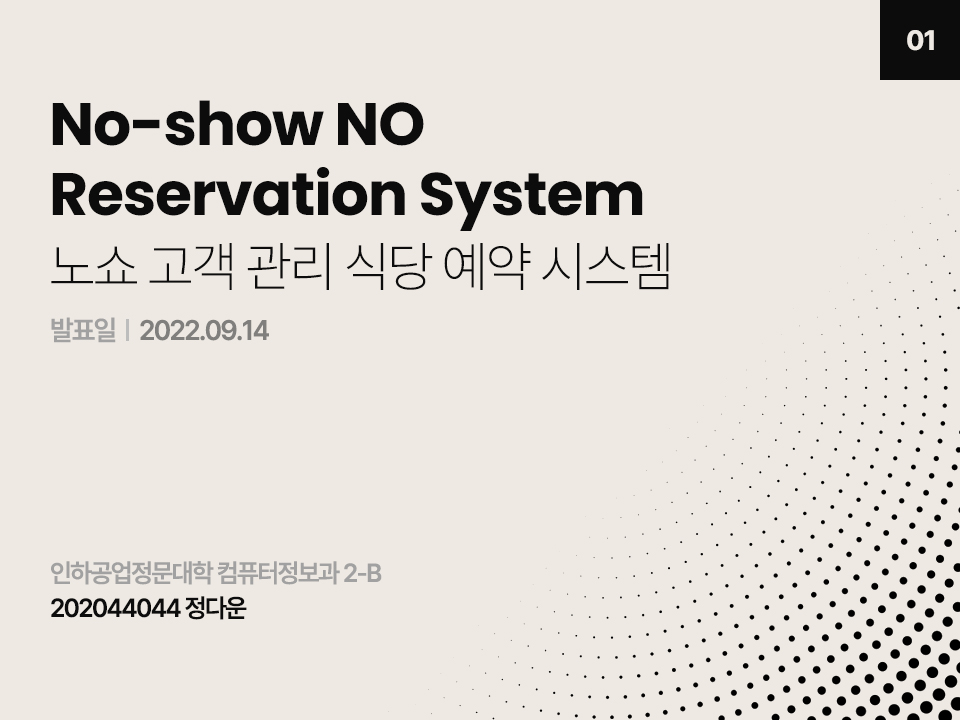 01
No-show NO
Reservation System
노쇼 고객 관리 식당 예약 시스템
발표일 | 2022.09.14
인하공업정문대학 컴퓨터정보과 2-B
202044044 정다운